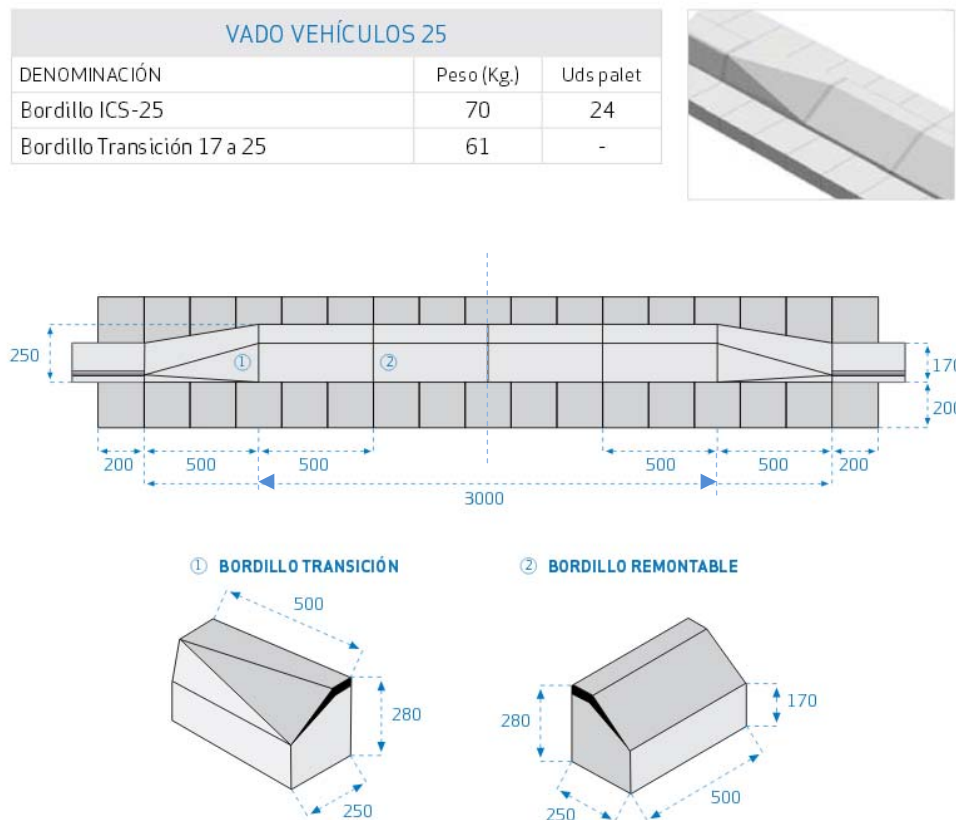 VADO VEHÍCULOS 25
DENOMINACIÓN Peso (Kg.) Uds palet
Bordillo ICS-25 70 24
Bordillo Transición 17 a 25 61 -
250 ① ② 170
200
200 500 500 500 500 200
3000
① BORDILLO TRANSICIÓN ② BORDILLO REMONTABLE
500
280 280 170
250 250 500